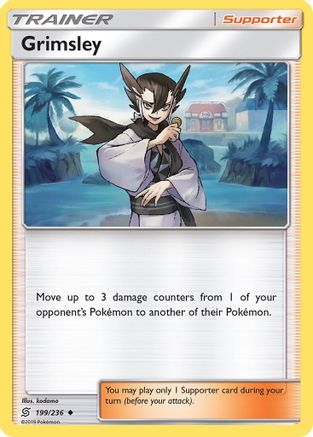 TRAINER
Supporter
Grimsley
Move up to 3 damage counters from 1 of your
opponent's Pokémon to another of their Pokémon.
Illus. kodama
199/236
©2019 Pokémon
You may play only 1 Supporter card during your
turn (before your attack).